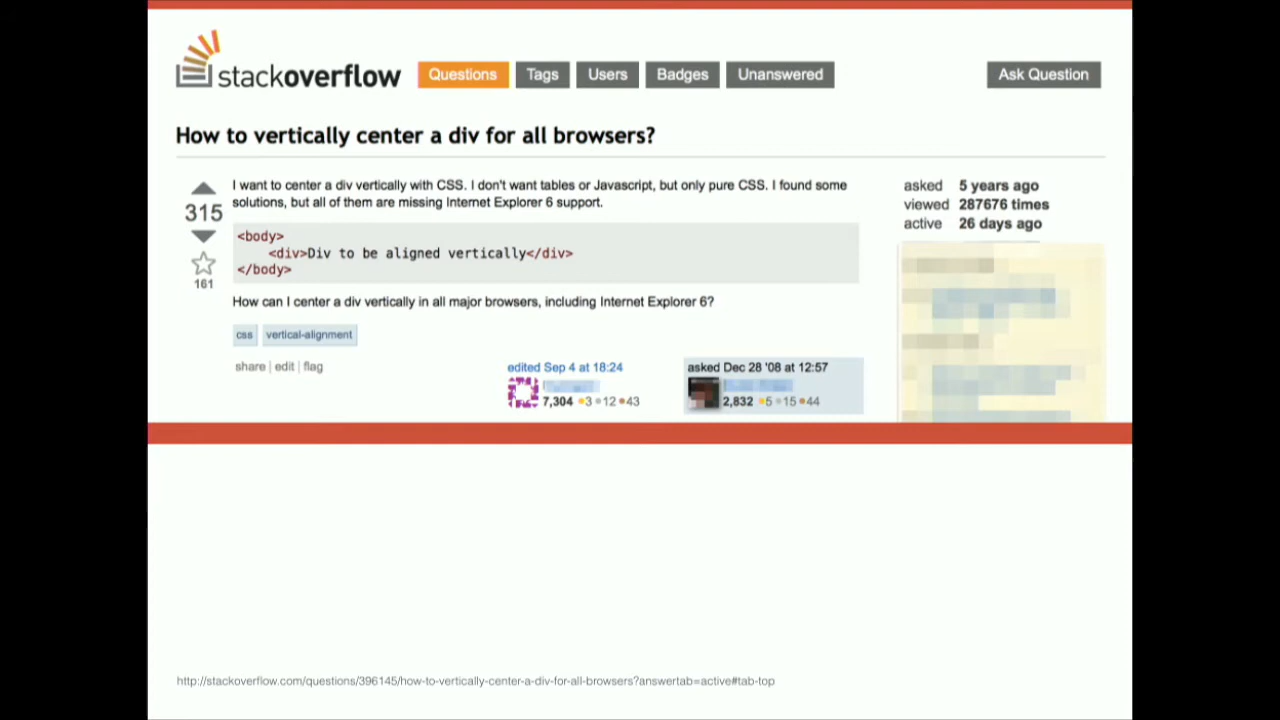 stackoverflow
Questions
Tags
Users
Badges
Unanswered
Ask Question
How to vertically center a div for all browsers?
315
161
I want to center a div vertically with CSS. I don't want tables or Javascript, but only pure CSS. I found some
solutions, but all of them are missing Internet Explorer 6 support.
<body>
<div>Div to be aligned vertically</div>
</body>
How can I center a div vertically in all major browsers, including Internet Explorer 6?
css
vertical-alignment
share | edit | flag
edited Sep 4 at 18:24
7,304 ●3 ●12 ●43
asked Dec 28 '08 at 12:57
2,832 ●5 ●15 ●44
asked 5 years ago
viewed 287676 times
active 26 days ago
http://stackoverflow.com/questions/396145/how-to-vertically-center-a-div-for-all-browsers?answertab=active#tab-top